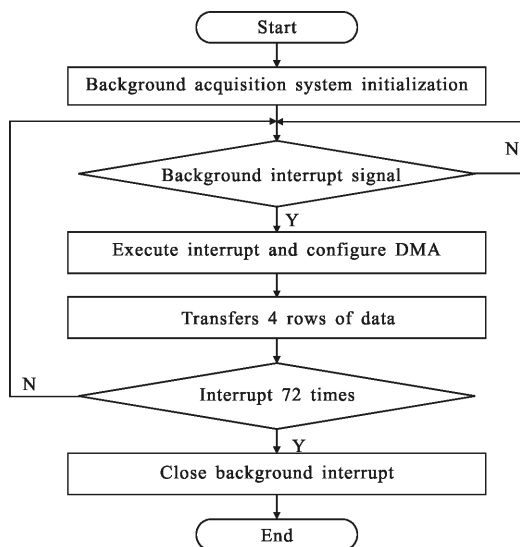 Start
Background acquisition system initialization
N
Background interrupt signal
Y
Execute interrupt and configure DMA
Transfers 4 rows of data
N
Interrupt 72 times
Y
Close background interrupt
End